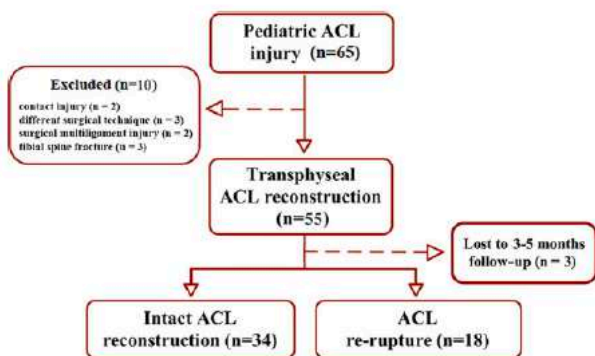 Pediatric ACL
injury (n=65)
Excluded (n=10)
contact injury (n = 2)
different surgical technique (n = 3)
surgical multiligament injury (n = 2)
tibial spine fracture (n = 3)
Transphyseal
ACL reconstruction
(n=55)
Lost to 3-5 months
follow-up (n = 3)
Intact ACL
reconstruction (n=34)
ACL
re-rupture (n=18)